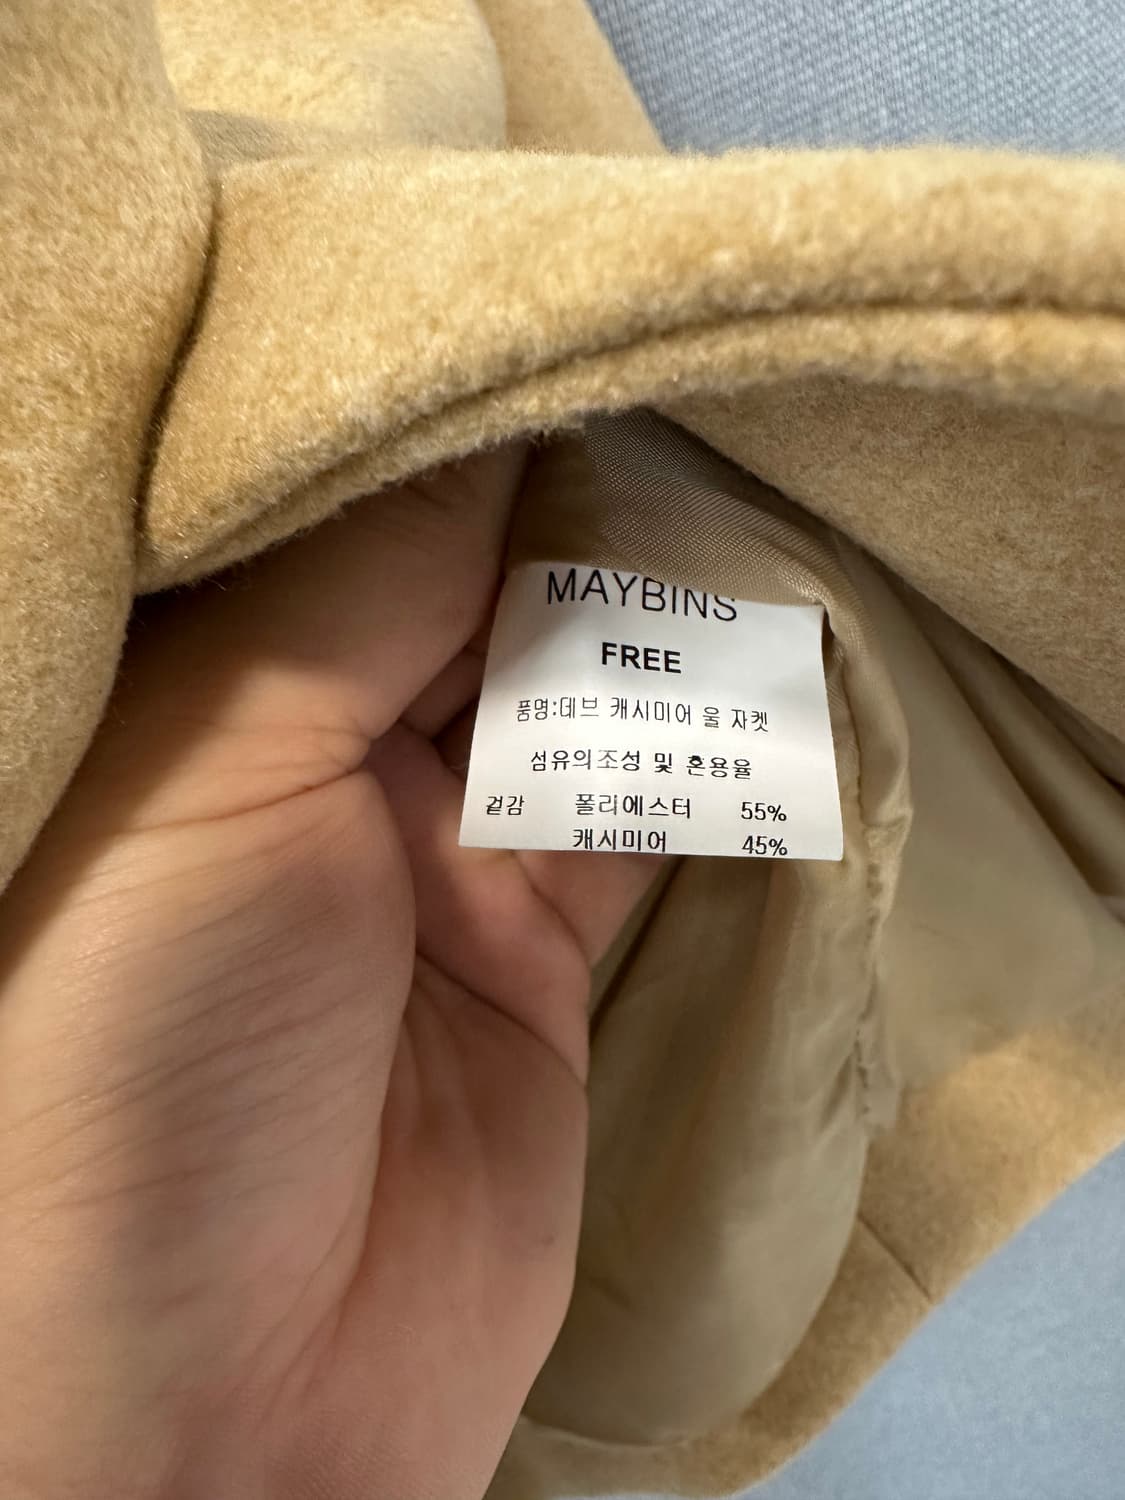 MAYBINS
FREE
품명:데브 캐시미어 울 자켓
섬유의조성 및 혼용율
겉감 폴리에스터 55%
캐시미어 45%